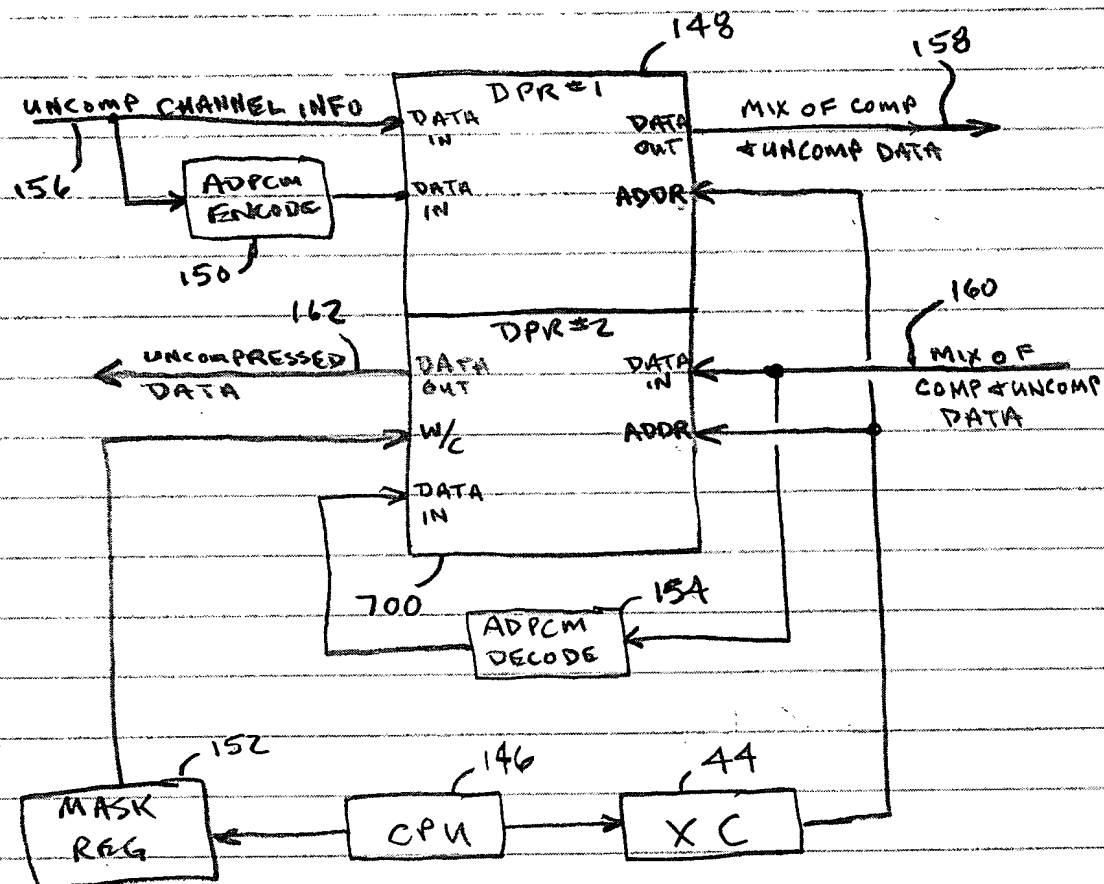 148
158
DPR #1
UNCOMP CHANNEL INFO
DATA
IN
DATA
OUT
MIX OF COMP
& UNCOMP DATA
156
ADPCM
ENCODE
DATA
IN
ADDR
150
162
160
DPR #2
UNCOMPRESSED
DATA
DATA
OUT
DATA
IN
MIX OF
COMP & UNCOMP
DATA
W/C
ADDR
DATA
IN
700
154
ADPCM
DECODE
152
146
44
MASK
REG
CPU
XC